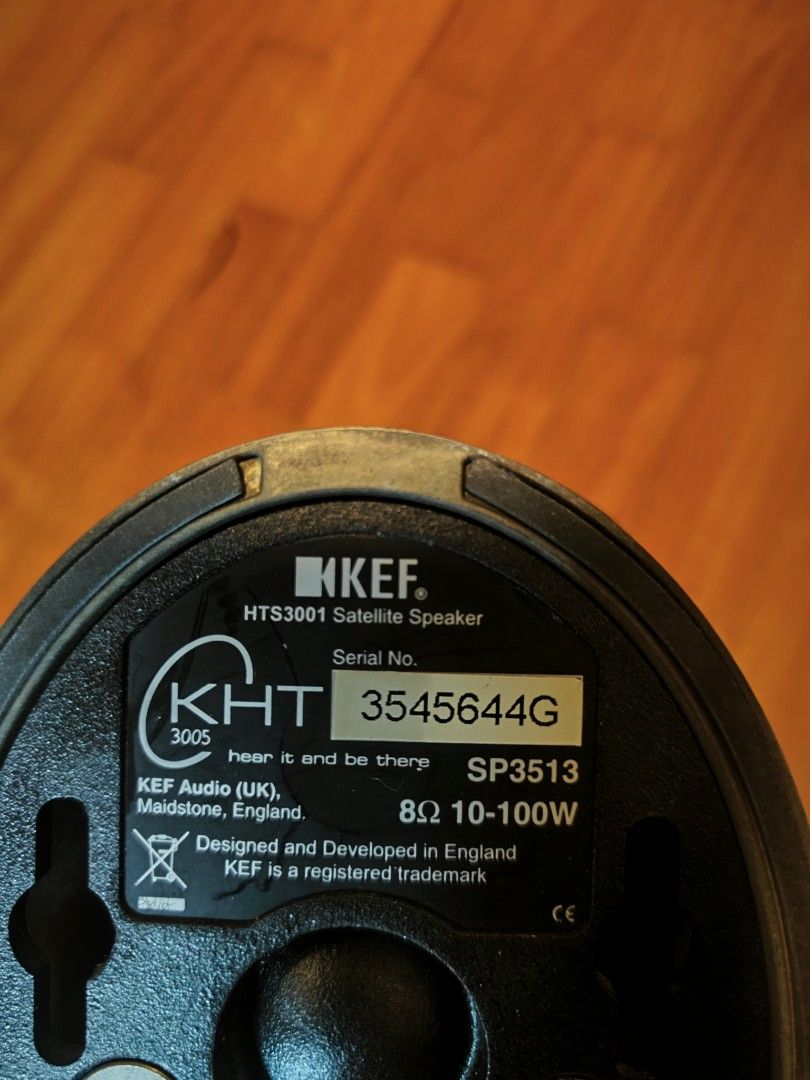 KEF®
HTS3001 Satellite Speaker
Serial No.
KHT
3545644G
3005
hear it and be there
SP3513
KEF Audio (UK),
Maidstone, England.
8Ω 10-100W
Designed and Developed in England
KEF is a registered trademark
CE